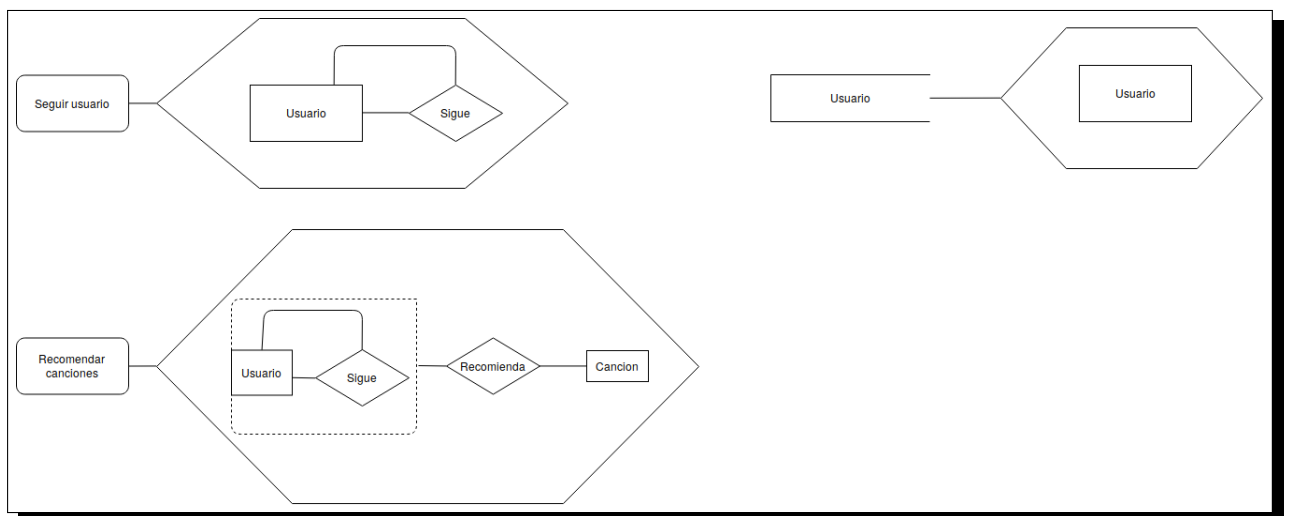 Seguir usuario
Usuario
Sigue
Usuario
Usuario
Recomendar
canciones
Usuario
Sigue
Recomienda
Cancion